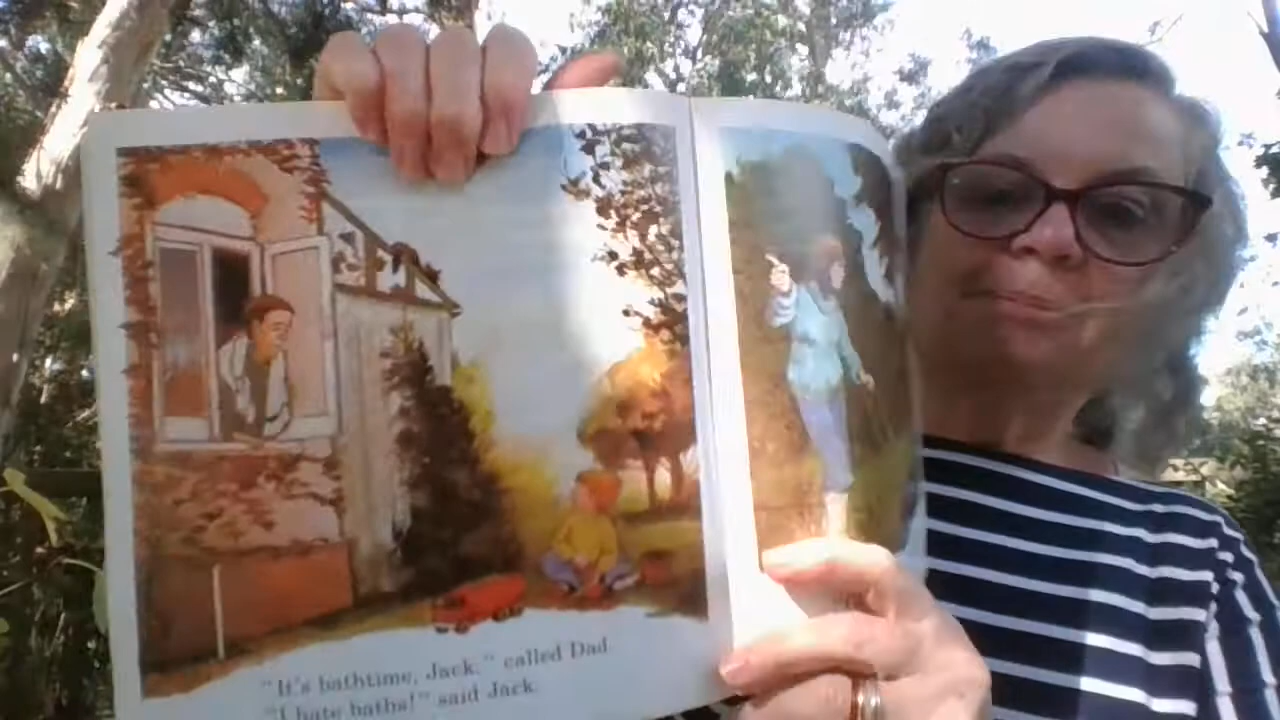 "It's bathtime, Jack," called Dad.
"I hate baths!" said Jack.